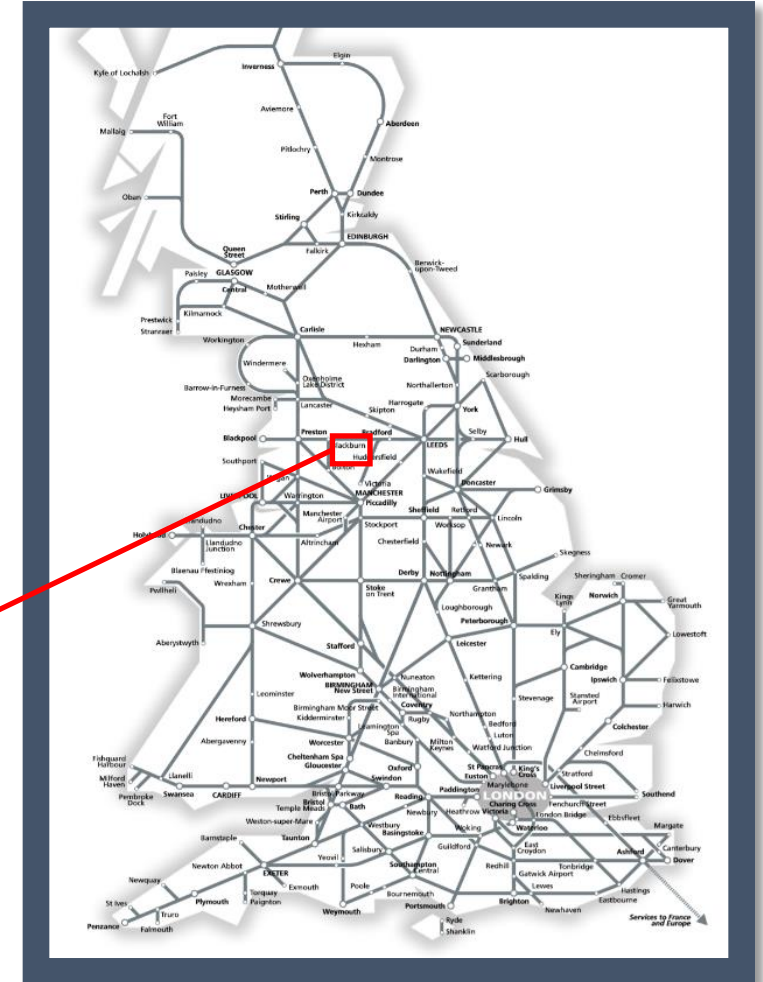 Kyle of Lochalsh
Inverness
Elgin
Aviemore
Aberdeen
Fort
William
Mallaig
Pitlochry
Montrose
Oban
Perth
Dundee
Stirling
Kirkcaldy
Queen
Street
Falkirk
EDINBURGH
Berwick-
upon-Tweed
Paisley
GLASGOW
Central
Motherwell
Prestwick
Kilmarnock
Stranraer
Carlisle
NEWCASTLE
Workington
Hexham
Durham
Sunderland
Darlington
Middlesbrough
Windermere
Oxenholme
Lake District
Northallerton
Scarborough
Barrow-in-Furness
Morecambe
Heysham Port
Lancaster
Skipton
Harrogate
York
Blackpool
Preston
Bradford
LEEDS
Selby
Hull
Southport
Wakefield
Victoria
MANCHESTER
Piccadilly
Doncaster
Grimsby
Warrington
Manchester
Airport
Stockport
Sheffield
Retford
Worksop
Lincoln
Llandudno
Junction
Chester
Altrincham
Chesterfield
Newark
Skegness
Blaenau Ffestiniog
Pwllheli
Wrexham
Crewe
Stoke
on Trent
Derby
Nottingham
Grantham
Spalding
Sheringham
Cromer
Kings
Lynn
Norwich
Great
Yarmouth
Loughborough
Peterborough
Ely
Lowestoft
Aberystwyth
Shrewsbury
Stafford
Leicester
Wolverhampton
BIRMINGHAM
New Street
Nuneaton
Birmingham
International
Kettering
Cambridge
Ipswich
Felixstowe
Leominster
Birmingham Moor Street
Kidderminster
Coventry
Rugby
Northampton
Stevenage
Stansted
Airport
Harwich
Hereford
Leamington
Spa
Bedford
Colchester
Abergavenny
Worcester
Banbury
Milton
Keynes
Luton
Watford Junction
Chelmsford
Fishguard
Harbour
Cheltenham Spa
Gloucester
Oxford
St Pancras
Euston
King's
Cross
Stratford
Milford
Haven
Llanelli
Newport
Swindon
Paddington
Marylebone
Liverpool Street
Pembroke
Dock
Swansea
CARDIFF
Bristol Parkway
Bristol
Temple Meads
Bath
Reading
LONDON
Fenchurch Street
Southend
Charing Cross
Newbury
Heathrow
Victoria
London Bridge
Ebbsfleet
Weston-super-Mare
Westbury
Basingstoke
Woking
Waterloo
Margate
Barnstaple
Taunton
Salisbury
Guildford
East
Croydon
Canterbury
Newton Abbot
Yeovil
Southampton
Central
Redhill
Tonbridge
Ashford
Dover
Newquay
EXETER
Exmouth
Poole
Gatwick Airport
St Ives
Plymouth
Torquay
Paignton
Bournemouth
Lewes
Hastings
Eastbourne
Truro
Weymouth
Portsmouth
Brighton
Newhaven
Penzance
Falmouth
Ryde
Shanklin
Services to France
and Europe